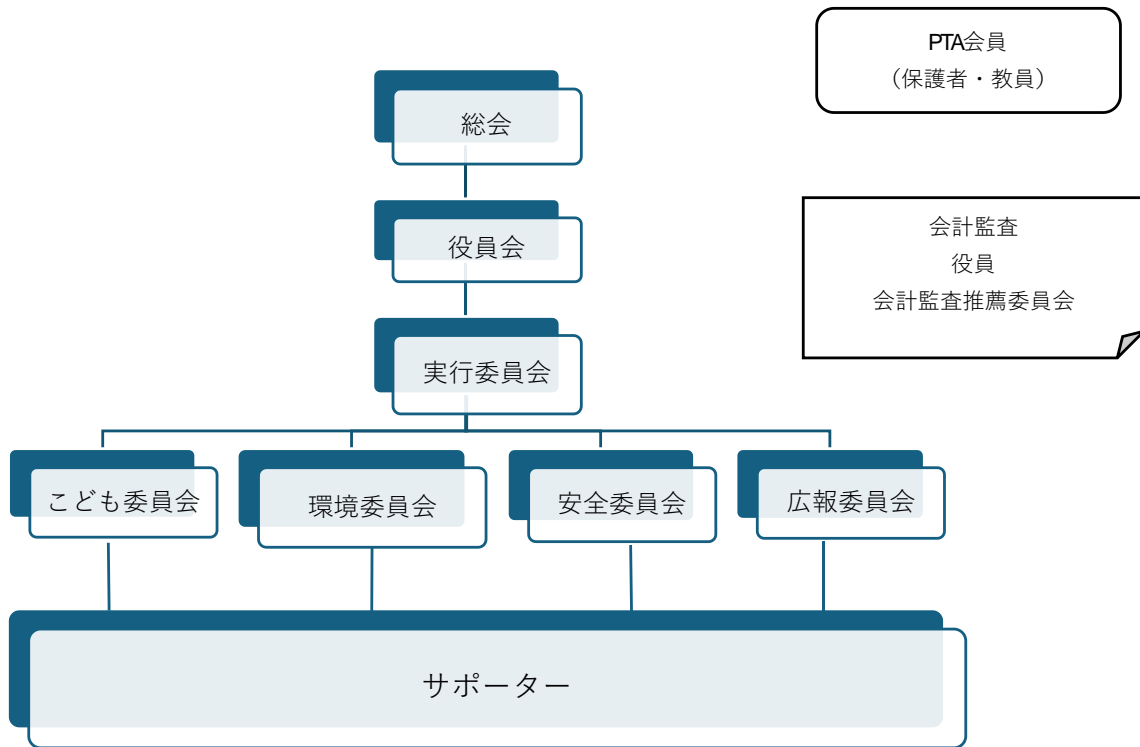 PTA会員
（保護者・教員）
総会
会計監査
役員
会計監査推薦委員会
役員会
実行委員会
こども委員会
環境委員会
安全委員会
広報委員会
サポーター